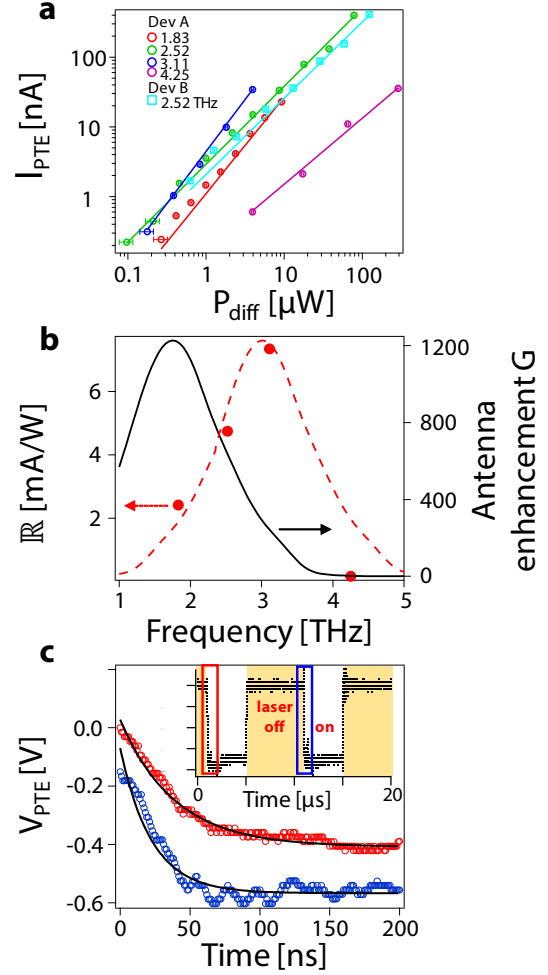 a
Dev A
1.83
2.52
3.11
4.25
Dev B
2.52 THz
100
10
1
I_PTE [nA]
0.1 1 10 100
P_diff [μW]
b
6
4
2
ℝ [mA/W]
1200
800
400
0
Antenna
enhancement G
1 2 3 4 5
Frequency [THz]
c
0.0
-0.2
-0.4
-0.6
V_PTE [V]
laser
off on
0 20
Time [μs]
0 50 100 150 200
Time [ns]